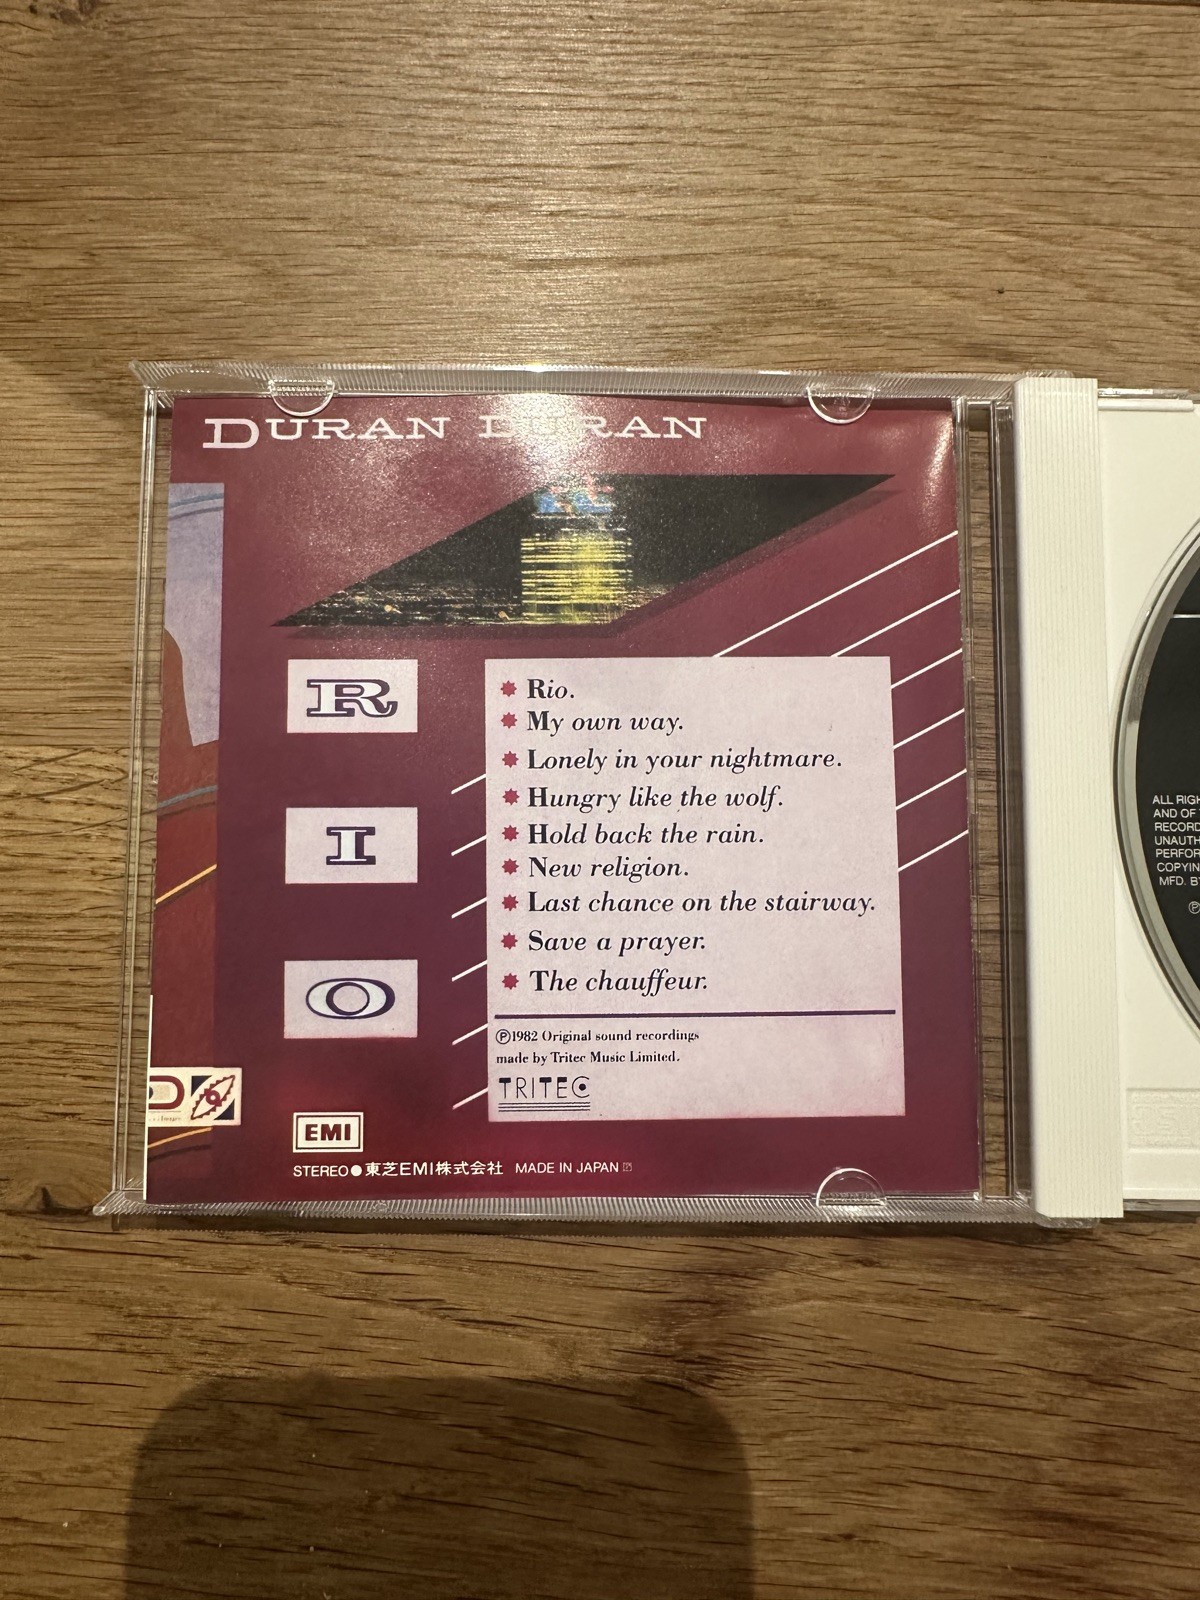 DURAN DURAN
R
I
O
Rio.
My own way.
Lonely in your nightmare.
Hungry like the wolf.
Hold back the rain.
New religion.
Last chance on the stairway.
Save a prayer.
The chauffeur.
Ⓟ1982 Original sound recordings
made by Tritec Music Limited.
TRITEC
EMI
STEREO●東芝EMI株式会社 MADE IN JAPAN
ALL RIGH
AND OF
RECORD
UNAUTH
PERFOR
COPYIN
MFD. B
Ⓟ